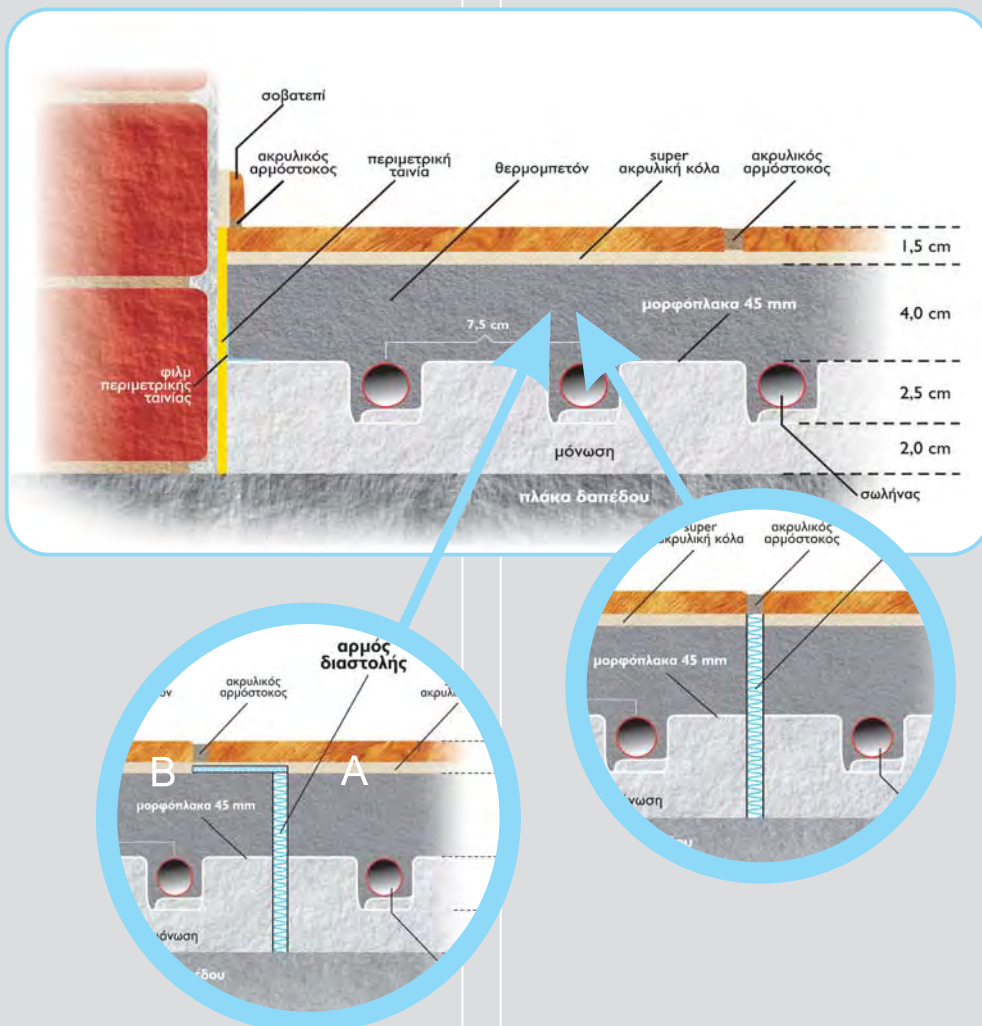 σοβατεπί
ακρυλικός
αρμόστοκος
περιμετρική
ταινία
θερμομπετόν
super
ακρυλική κόλα
ακρυλικός
αρμόστοκος
1,5 cm
μορφόπλακα 45 mm
4,0 cm
7,5 cm
φιλμ
περιμετρικής
ταινίας
2,5 cm
μόνωση
2,0 cm
πλάκα δαπέδου
σωλήνας
super
ακρυλική κόλα
ακρυλικός
αρμόστοκος
μορφόπλακα 45 mm
αρμός
διαστολής
ακρυλικός
αρμόστοκος
B
A
μορφόπλακα 45 mm
μόνωση